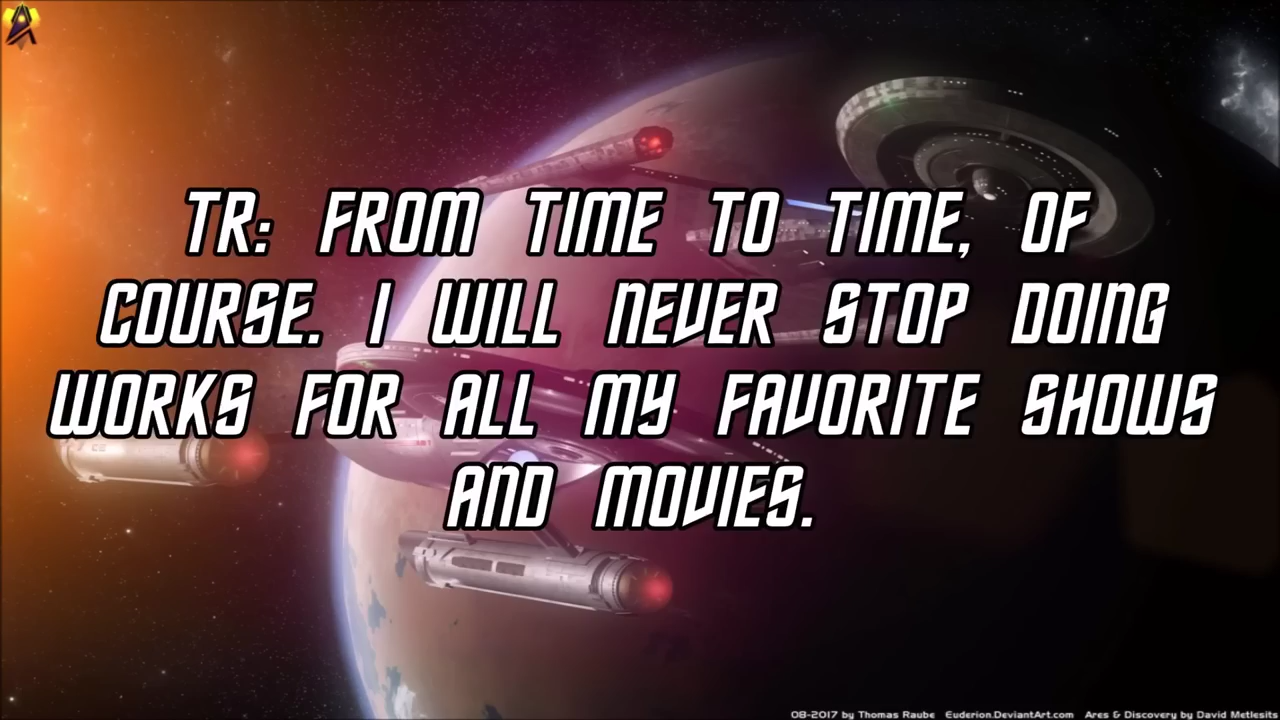 TR: FROM TIME TO TIME, OF
COURSE. I WILL NEVER STOP DOING
WORKS FOR ALL MY FAVORITE SHOWS
AND MOVIES.
08-2017 by Thomas Raube Euderion.DeviantArt.com Ares & Discovery by David Metlesits